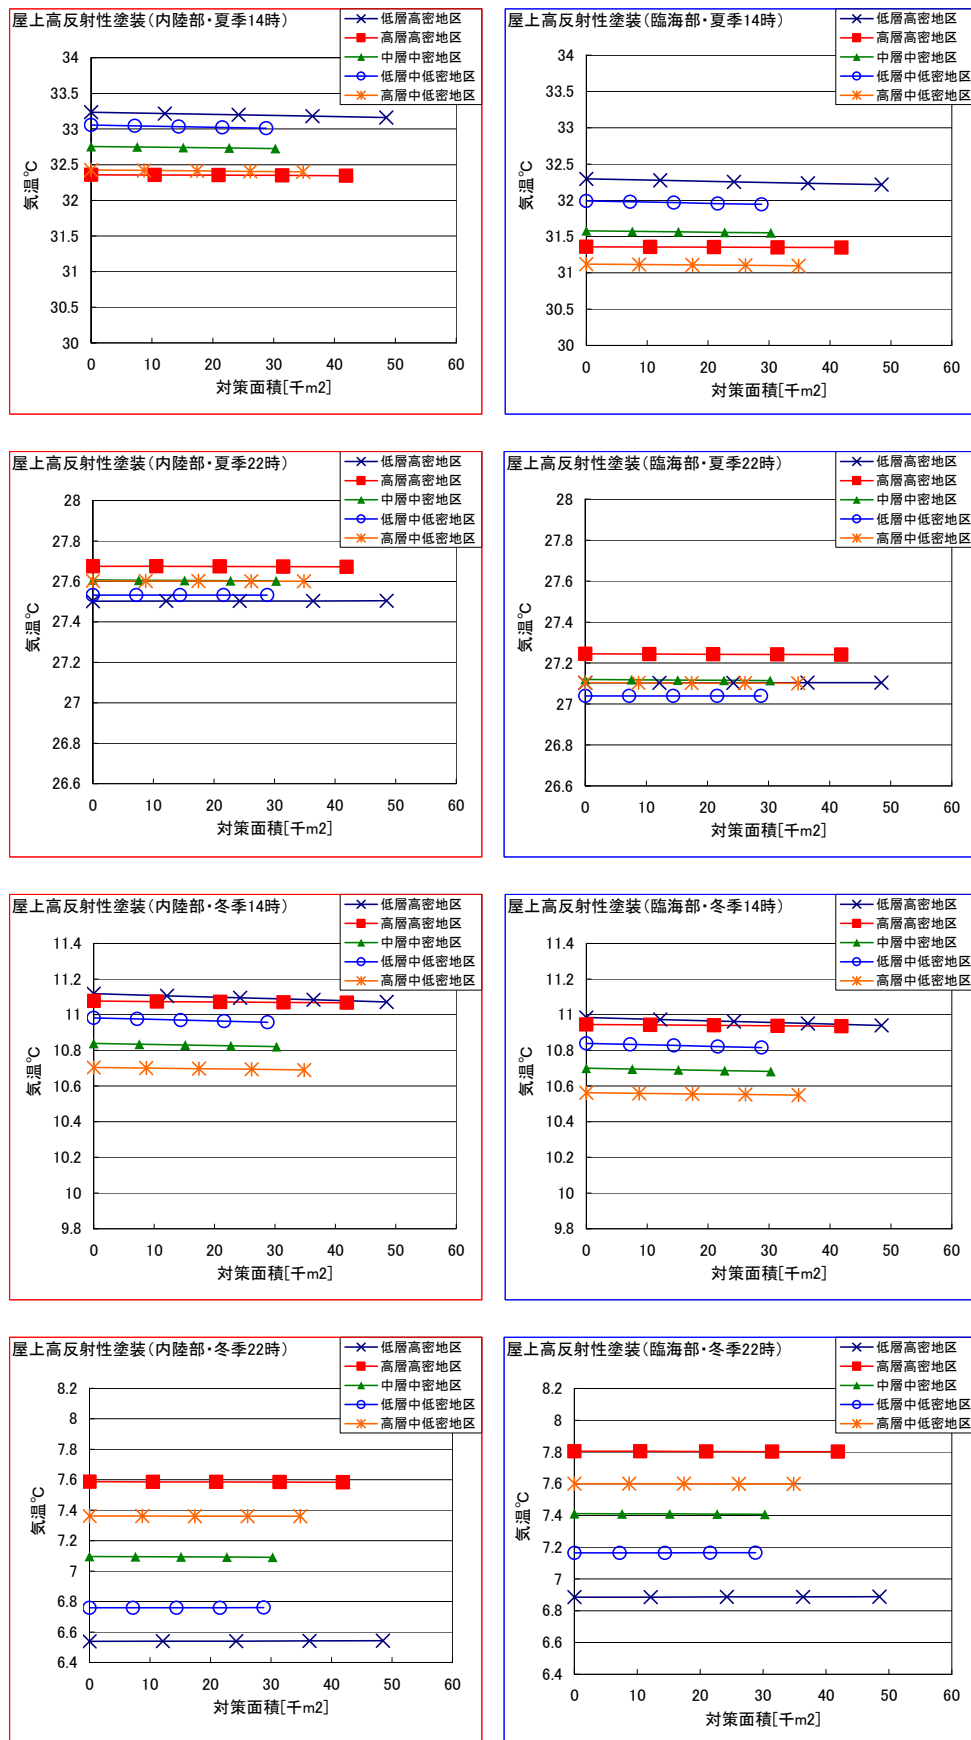 屋上高反射性塗装(内陸部・夏季14時)
低層高密地区
高層高密地区
中層中密地区
低層中低密地区
高層中低密地区
気温℃
34
33.5
33
32.5
32
31.5
31
30.5
30
0 10 20 30 40 50 60
対策面積[千m2]
屋上高反射性塗装(臨海部・夏季14時)
低層高密地区
高層高密地区
中層中密地区
低層中低密地区
高層中低密地区
気温℃
34
33.5
33
32.5
32
31.5
31
30.5
30
0 10 20 30 40 50 60
対策面積[千m2]
屋上高反射性塗装(内陸部・夏季22時)
低層高密地区
高層高密地区
中層中密地区
低層中低密地区
高層中低密地区
気温℃
28
27.8
27.6
27.4
27.2
27
26.8
26.6
0 10 20 30 40 50 60
対策面積[千m2]
屋上高反射性塗装(臨海部・夏季22時)
低層高密地区
高層高密地区
中層中密地区
低層中低密地区
高層中低密地区
気温℃
28
27.8
27.6
27.4
27.2
27
26.8
26.6
0 10 20 30 40 50 60
対策面積[千m2]
屋上高反射性塗装(内陸部・冬季14時)
低層高密地区
高層高密地区
中層中密地区
低層中低密地区
高層中低密地区
気温℃
11.4
11.2
11
10.8
10.6
10.4
10.2
10
9.8
0 10 20 30 40 50 60
対策面積[千m2]
屋上高反射性塗装(臨海部・冬季14時)
低層高密地区
高層高密地区
中層中密地区
低層中低密地区
高層中低密地区
気温℃
11.4
11.2
11
10.8
10.6
10.4
10.2
10
9.8
0 10 20 30 40 50 60
対策面積[千m2]
屋上高反射性塗装(内陸部・冬季22時)
低層高密地区
高層高密地区
中層中密地区
低層中低密地区
高層中低密地区
気温℃
8.2
8
7.8
7.6
7.4
7.2
7
6.8
6.6
6.4
0 10 20 30 40 50 60
対策面積[千m2]
屋上高反射性塗装(臨海部・冬季22時)
低層高密地区
高層高密地区
中層中密地区
低層中低密地区
高層中低密地区
気温℃
8.2
8
7.8
7.6
7.4
7.2
7
6.8
6.6
6.4
0 10 20 30 40 50 60
対策面積[千m2]